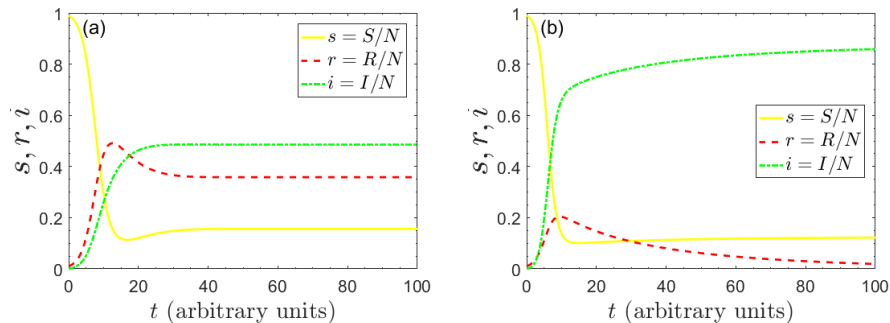 (a)
s = S/N
r = R/N
i = I/N
s, r, i
1
0.8
0.6
0.4
0.2
0
0 20 40 60 80 100
t (arbitrary units)
(b)
s = S/N
r = R/N
i = I/N
s, r, i
1
0.8
0.6
0.4
0.2
0
0 20 40 60 80 100
t (arbitrary units)